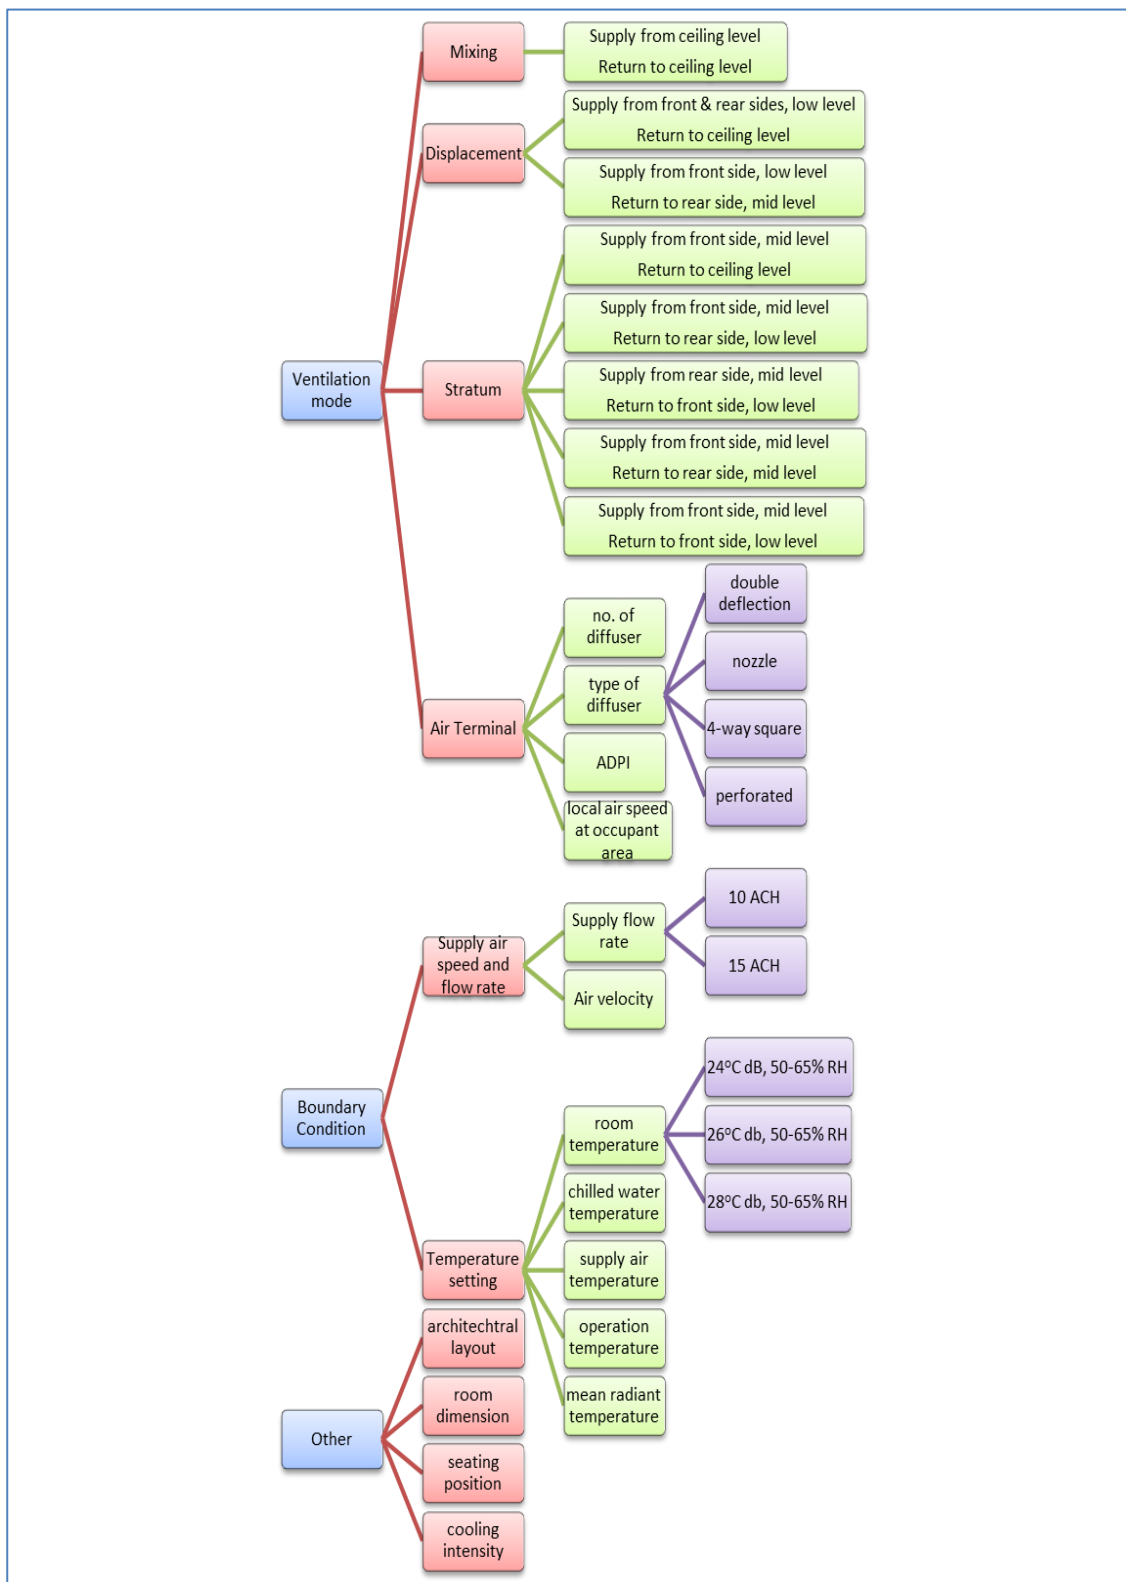 Mixing
Supply from ceiling level
Return to ceiling level
Displacement
Supply from front & rear sides, low level
Return to ceiling level
Supply from front side, low level
Return to rear side, mid level
Ventilation
mode
Stratum
Supply from front side, mid level
Return to ceiling level
Supply from front side, mid level
Return to rear side, low level
Supply from rear side, mid level
Return to front side, low level
Supply from front side, mid level
Return to rear side, mid level
Supply from front side, mid level
Return to front side, low level
Air Terminal
no. of
diffuser
type of
diffuser
double
deflection
nozzle
4-way square
perforated
ADPI
local air speed
at occupant
area
Boundary
Condition
Supply air
speed and
flow rate
Supply flow
rate
10 ACH
15 ACH
Air velocity
Temperature
setting
room
temperature
24ºC dB, 50-65% RH
26ºC db, 50-65% RH
28ºC db, 50-65% RH
chilled water
temperature
supply air
temperature
operation
temperature
mean radiant
temperature
Other
architechtral
layout
room
dimension
seating
position
cooling
intensity